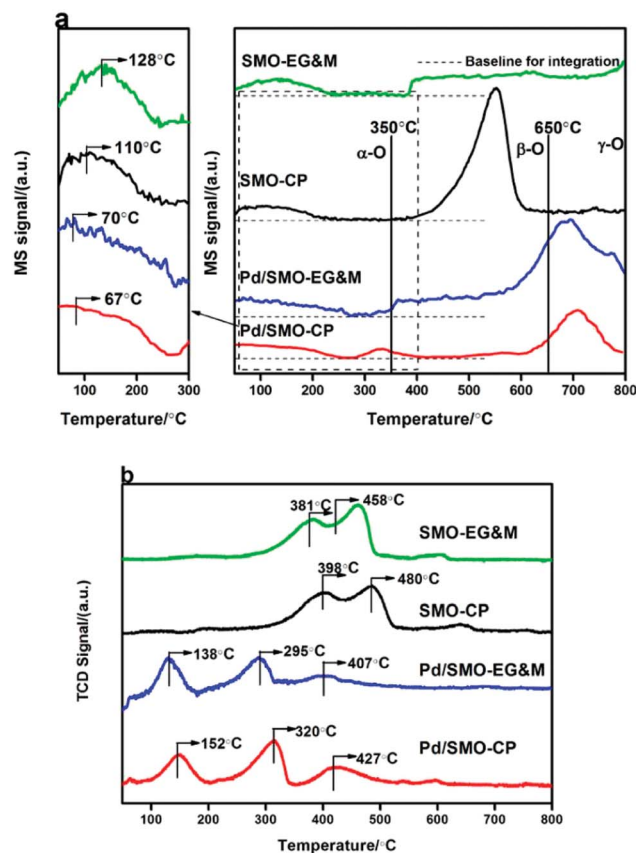 a
128°C
110°C
70°C
67°C
MS signal/(a.u.)
100 200 300
Temperature/°C
SMO-EG&M
Baseline for integration
350°C
650°C
α-O
β-O
γ-O
SMO-CP
Pd/SMO-EG&M
Pd/SMO-CP
MS signal/(a.u.)
100 200 300 400 500 600 700 800
Temperature/°C
b
381°C
458°C
SMO-EG&M
398°C
480°C
SMO-CP
138°C
295°C
407°C
Pd/SMO-EG&M
152°C
320°C
427°C
Pd/SMO-CP
TCD Signal/(a.u.)
100 200 300 400 500 600 700 800
Temperature/°C